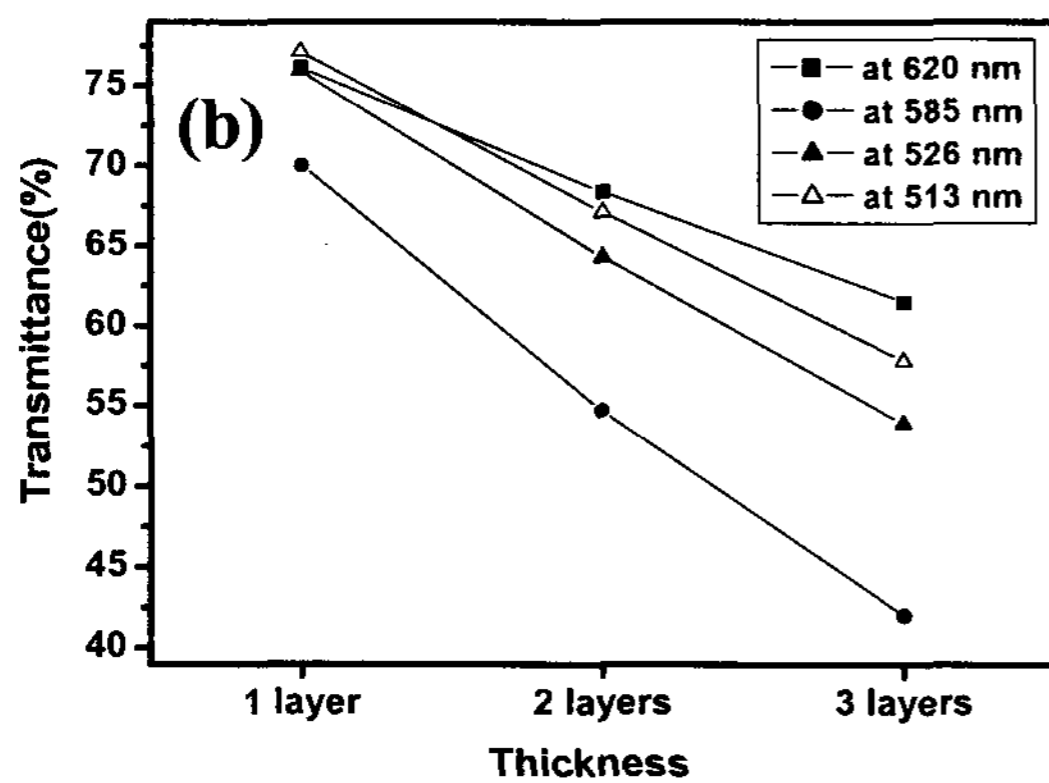 (b)
at 620 nm
at 585 nm
at 526 nm
at 513 nm
Transmittance(%)
75
70
65
60
55
50
45
40
1 layer
2 layers
3 layers
Thickness